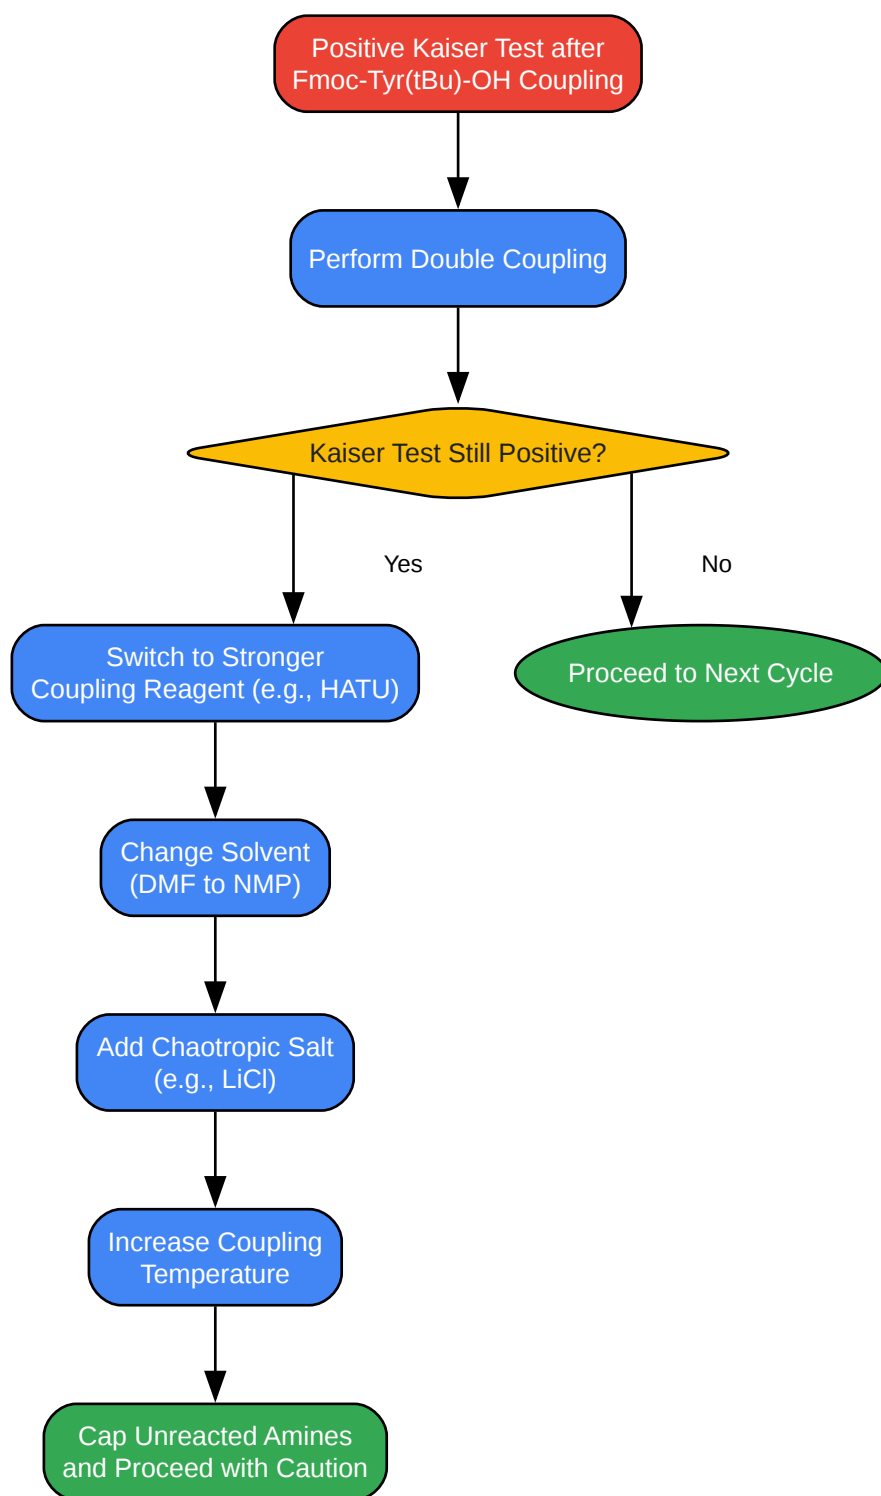 Positive Kaiser Test after
Fmoc-Tyr(tBu)-OH Coupling
Perform Double Coupling
Kaiser Test Still Positive?
Yes
No
Switch to Stronger
Coupling Reagent (e.g., HATU)
Proceed to Next Cycle
Change Solvent
(DMF to NMP)
Add Chaotropic Salt
(e.g., LiCl)
Increase Coupling
Temperature
Cap Unreacted Amines
and Proceed with Caution